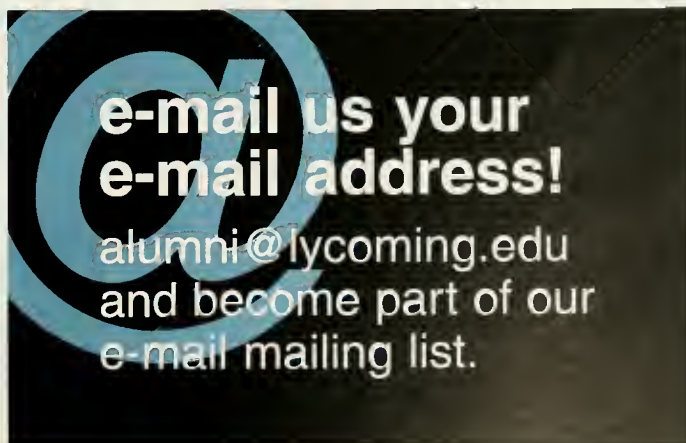 e-mail us your
e-mail address!
alumni@lycoming.edu
and become part of our
e-mail mailing list.